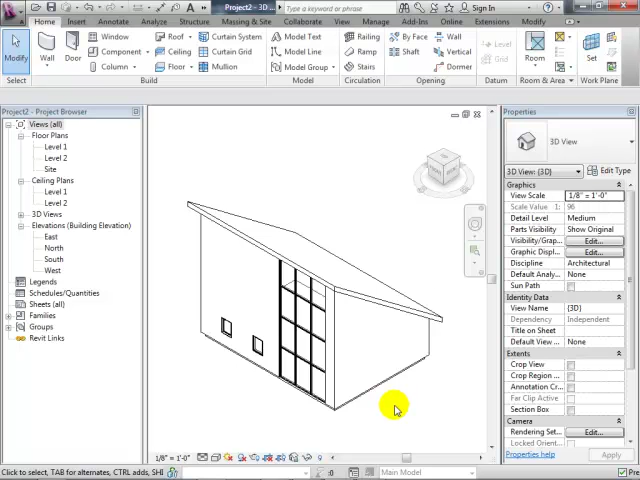 Project2 - 3D ...
Type a keyword or phrase
Sign In
Home
Insert
Annotate
Analyze
Structure
Massing & Site
Collaborate
View
Manage
Add-Ins
Online
Extensions
Modify
Modify
Wall
Door
Window
Component
Column
Roof
Ceiling
Floor
Curtain System
Curtain Grid
Mullion
Model Text
Model Line
Model Group
Railing
Ramp
Stairs
By Face
Shaft
Wall
Vertical
Dormer
Level
Grid
Room
Set
Select
Build
Model
Circulation
Opening
Datum
Room & Area
Work Plane
Project2 - Project Browser
Views (all)
Floor Plans
Level 1
Level 2
Site
Ceiling Plans
Level 1
Level 2
3D Views
Elevations (Building Elevation)
East
North
South
West
Legends
Schedules/Quantities
Sheets (all)
Families
Groups
Revit Links
Properties
3D View
3D View: {3D}
Edit Type
Graphics
View Scale 1/8" = 1'-0"
Scale Value 1: 96
Detail Level Medium
Parts Visibility Show Original
Visibility/Grap... Edit...
Graphic Displ... Edit...
Discipline Architectural
Default Analy... None
Sun Path
Identity Data
View Name {3D}
Dependency Independent
Title on Sheet
Default View ... None
Extents
Crop View
Crop Region ...
Annotation Cr...
Far Clip Active
Section Box
Camera
Rendering Set... Edit...
Locked Orient...
Properties help
Apply
1/8" = 1'-0"
Click to select, TAB for alternates, CTRL adds, SHI
:0
Main Model
Pre